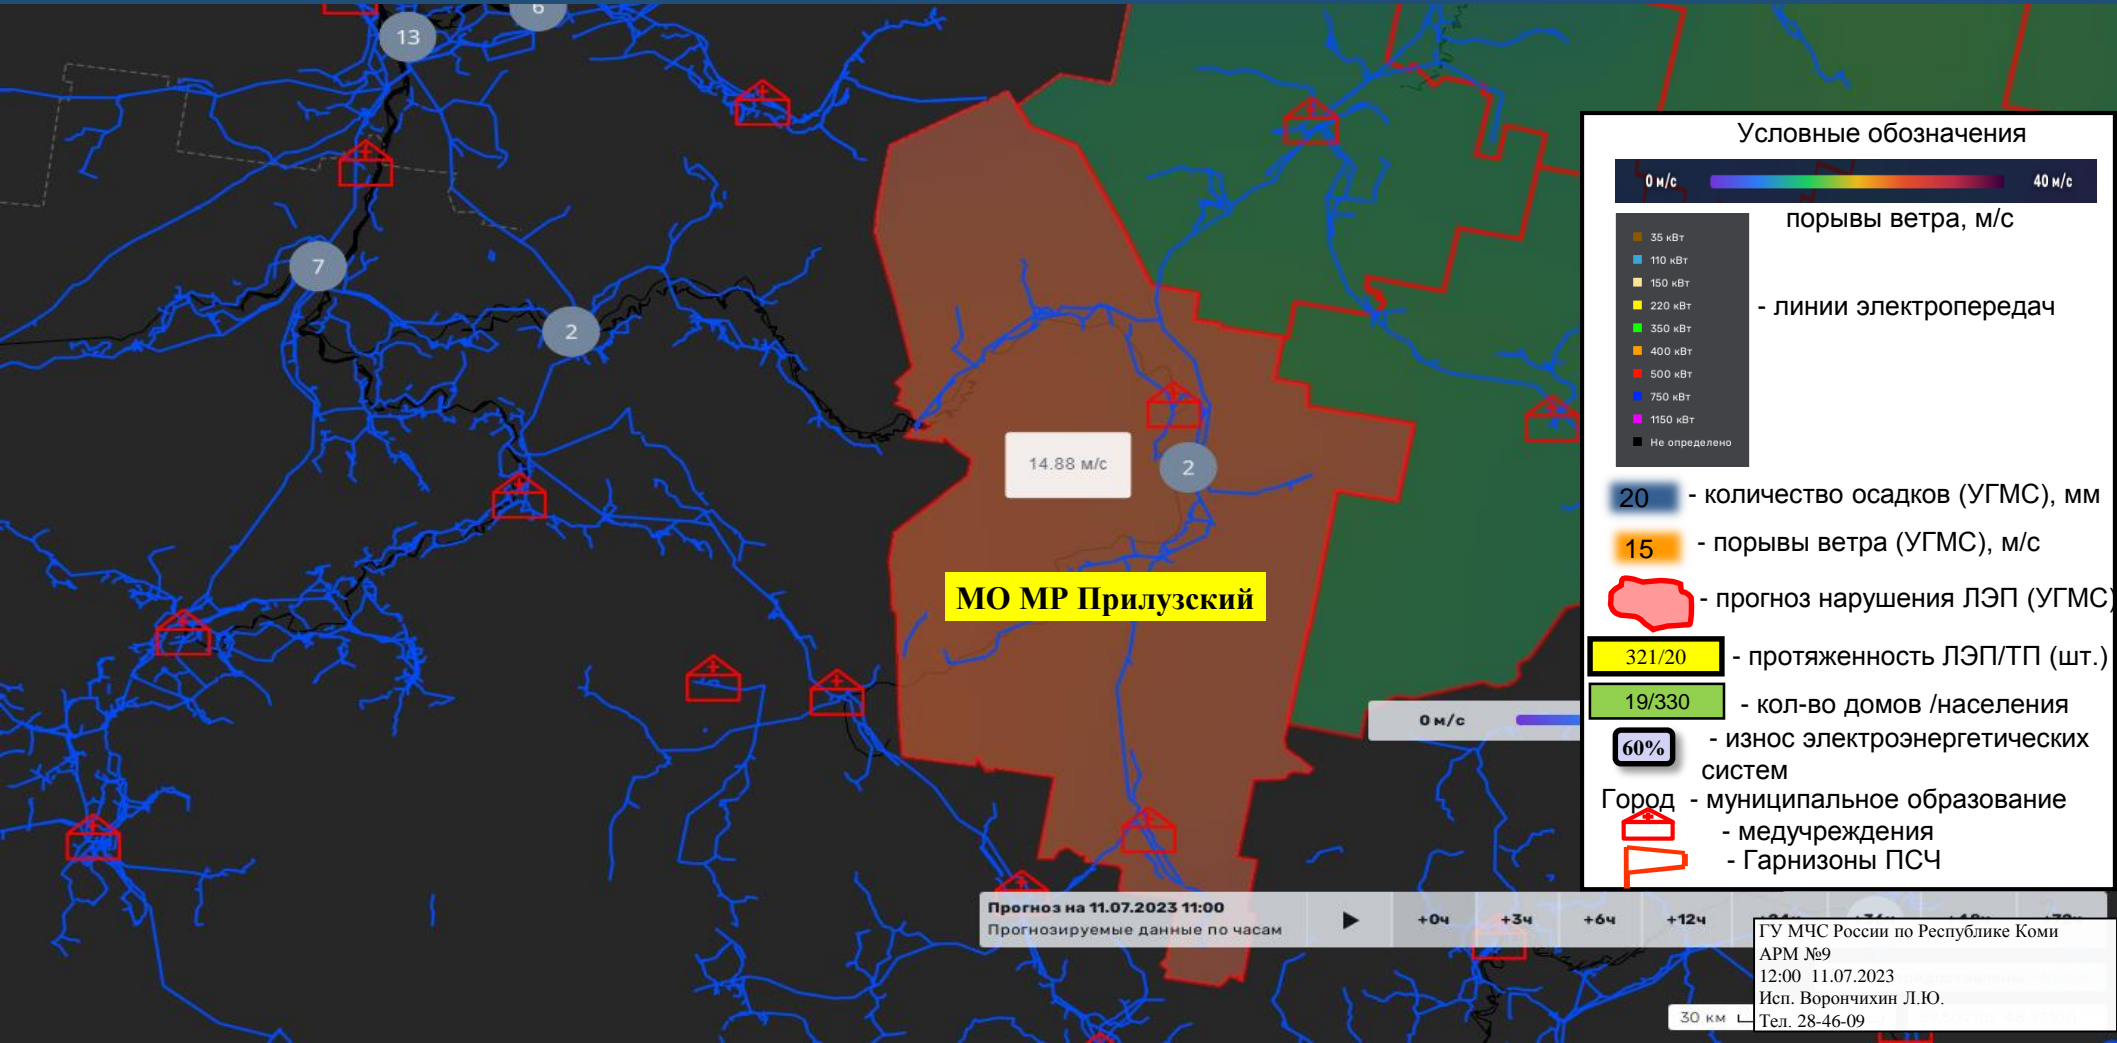 6
13
7
2
14.88 м/с
2
МО МР Прилузский
Условные обозначения
0 м/с
40 м/с
порывы ветра, м/с
35 кВт
110 кВт
150 кВт
220 кВт
350 кВт
400 кВт
500 кВт
750 кВт
1150 кВт
Не определено
- линии электропередач
20 - количество осадков (УГМС), мм
15 - порывы ветра (УГМС), м/с
- прогноз нарушения ЛЭП (УГМС)
321/20 - протяженность ЛЭП/ТП (шт.)
19/330 - кол-во домов /населения
60% - износ электроэнергетических
систем
Город - муниципальное образование
- медучреждения
- Гарнизоны ПСЧ
0 м/с
Прогноз на 11.07.2023 11:00
Прогнозируемые данные по часам
+0ч +3ч +6ч +12ч
ГУ МЧС России по Республике Коми
АРМ №9
12:00 11.07.2023
Исп. Ворончихин Л.Ю.
Тел. 28-46-09
30 км